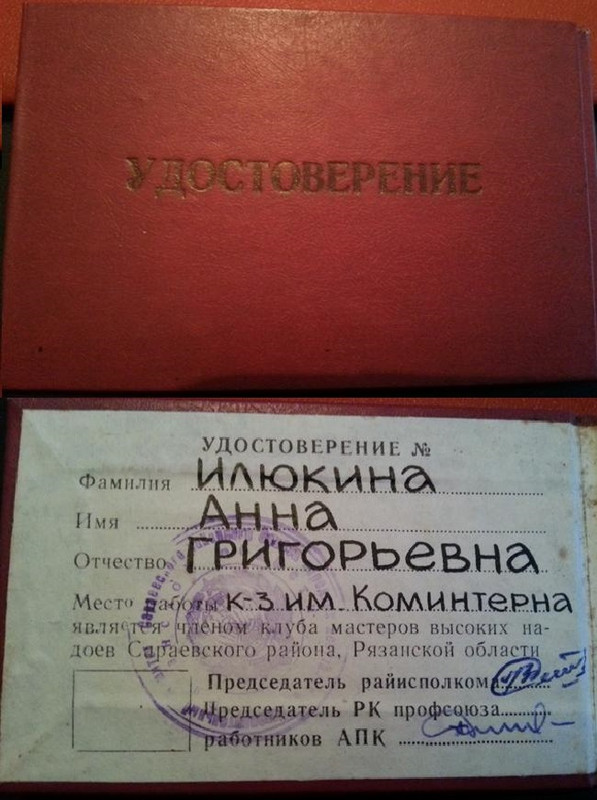 УДОСТОВЕРЕНИЕ
УДОСТОВЕРЕНИЕ №
Фамилия ИЛЮКИНА
Имя АННА
Отчество ГРИГОРЬЕВНА
Место работы к-з им. Коминтерна
является членом клуба мастеров высоких на-
доев Сараевского района, Рязанской области
Председатель райисполкома
Председатель РК профсоюза
работников АПК